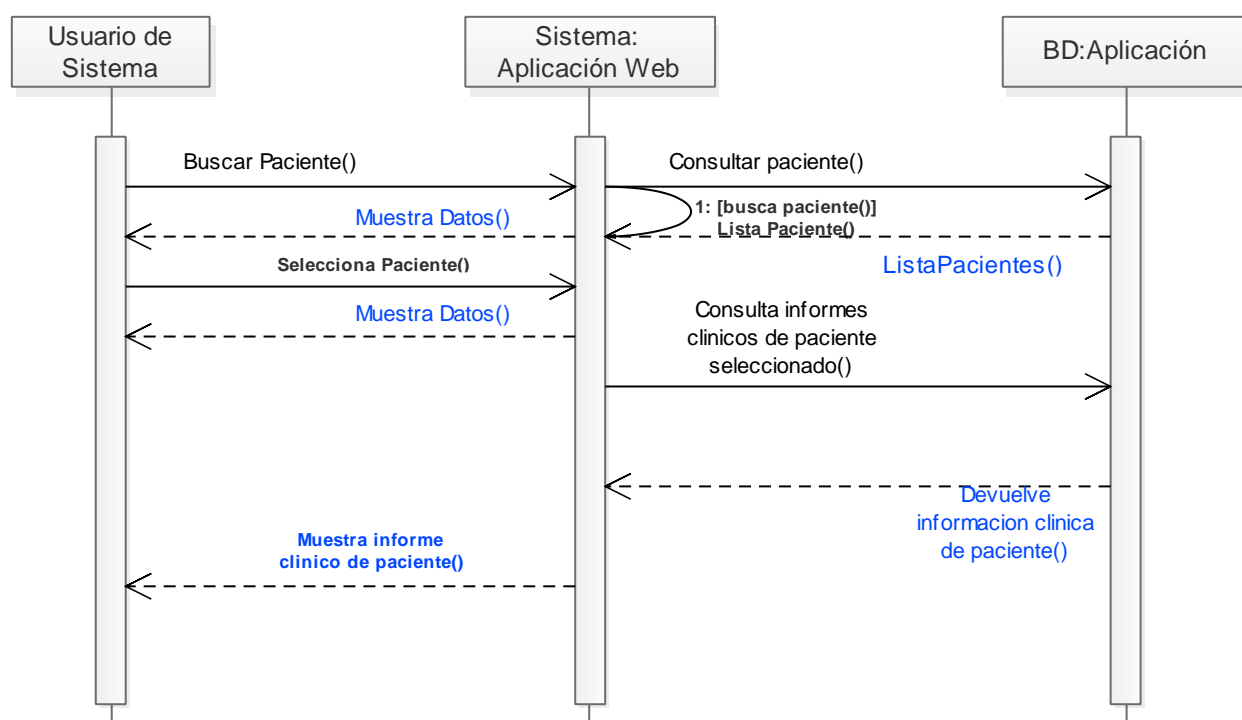 Usuario de
Sistema
Sistema:
Aplicación Web
BD:Aplicación
Buscar Paciente()
Consultar paciente()
1: [busca paciente()]
Lista Paciente()
Muestra Datos()
ListaPacientes()
Selecciona Paciente()
Muestra Datos()
Consulta informes
clinicos de paciente
seleccionado()
Devuelve
informacion clinica
de paciente()
Muestra informe
clinico de paciente()